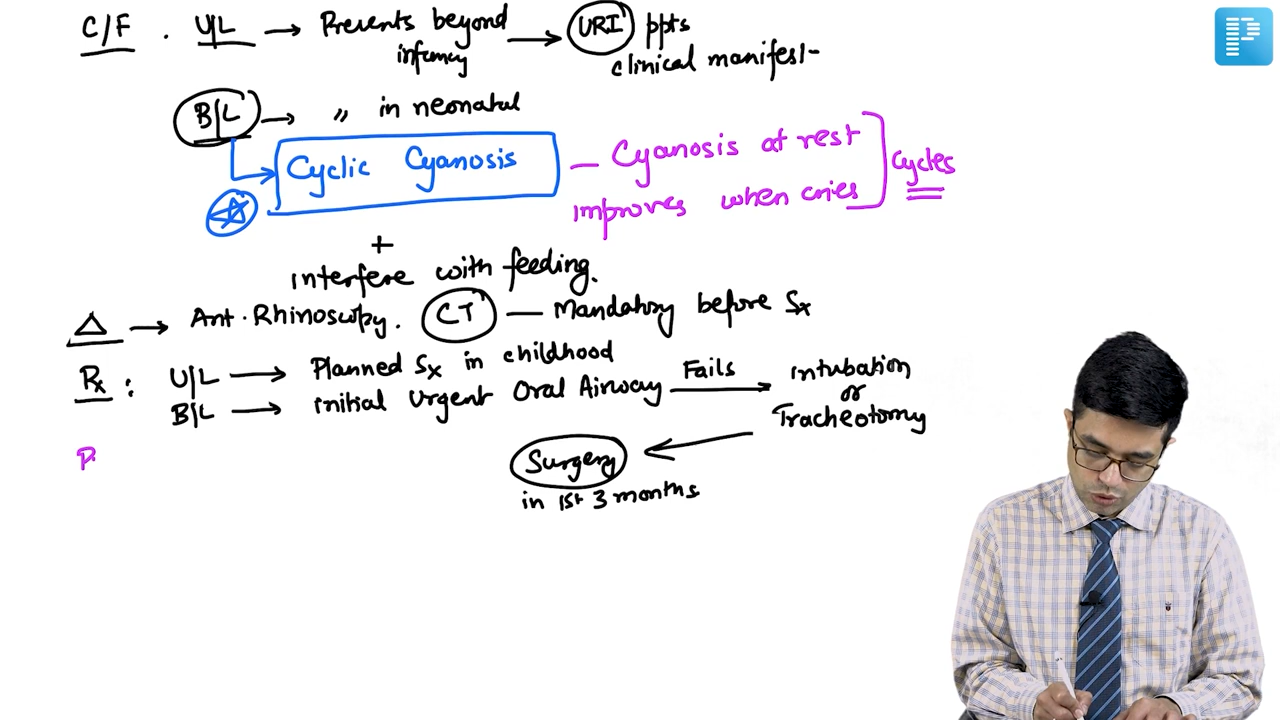 C/F . U/L → Presents beyond infancy → URI ppts clinical manifest-
B/L → " in neonatal
Cyclic Cyanosis — Cyanosis at rest
improves when cries
Cycles
+
interfere with feeding.
△ → Ant. Rhinoscopy. CT — Mandatory before Sx
Rx : U/L → Planned Sx in childhood
B/L → initial urgent Oral Airway Fails → intubation or Tracheotomy
Surgery
in 1st 3 months
P